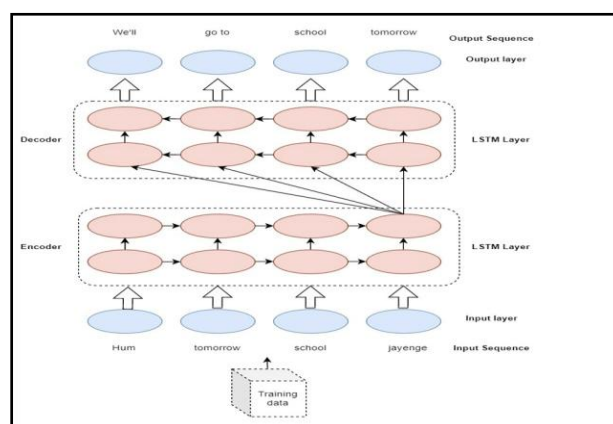 We'll go to school tomorrow Output Sequence
Output layer
Decoder LSTM Layer
Encoder LSTM Layer
Input layer
Hum tomorrow school jayenge Input Sequence
Training
data